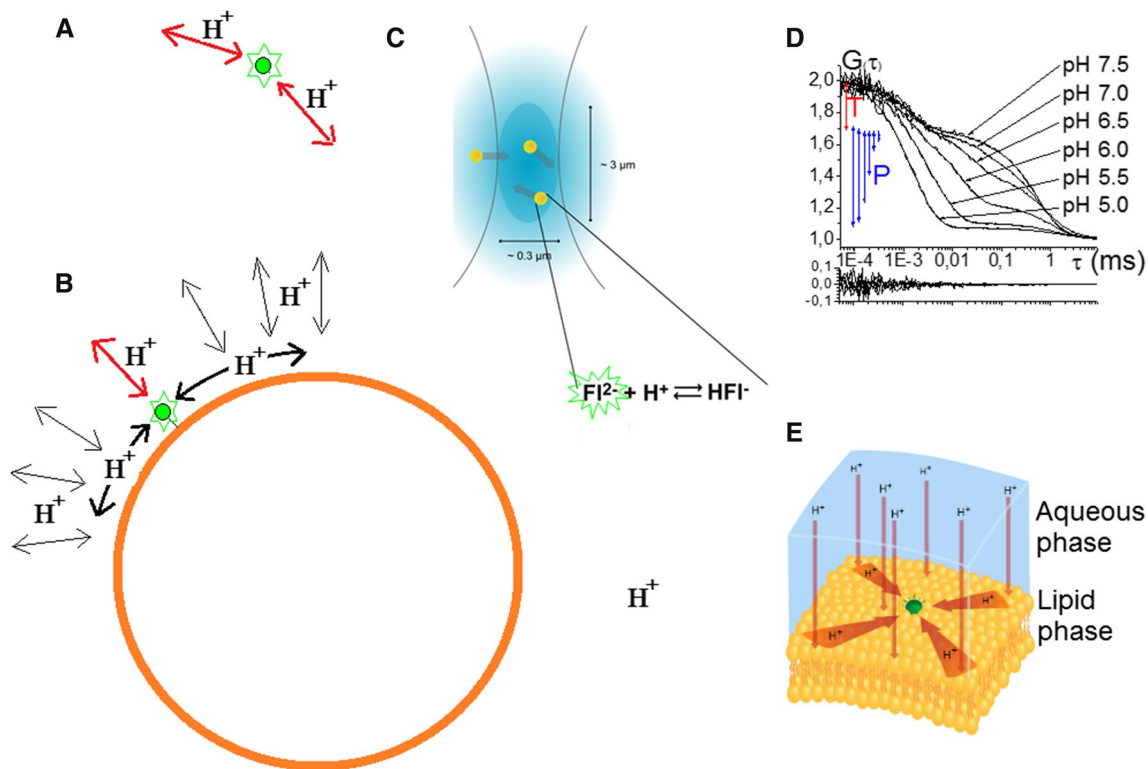 A
H+
H+
B
H+
H+
H+
H+
H+
H+
C
~ 3 µm
~ 0.3 µm
Fl2- + H+ ⇌ HFl-
D
G(τ)
2,0
1,8
1,6
1,4
1,2
1,0
T
P
pH 7.5
pH 7.0
pH 6.5
pH 6.0
pH 5.5
pH 5.0
1E-4 1E-3 0,01 0,1 1 τ (ms)
0,1
0,0
-0,1
E
H+
H+
H+
H+
H+
H+
H+
H+
H+
H+
H+
Aqueous
phase
Lipid
phase